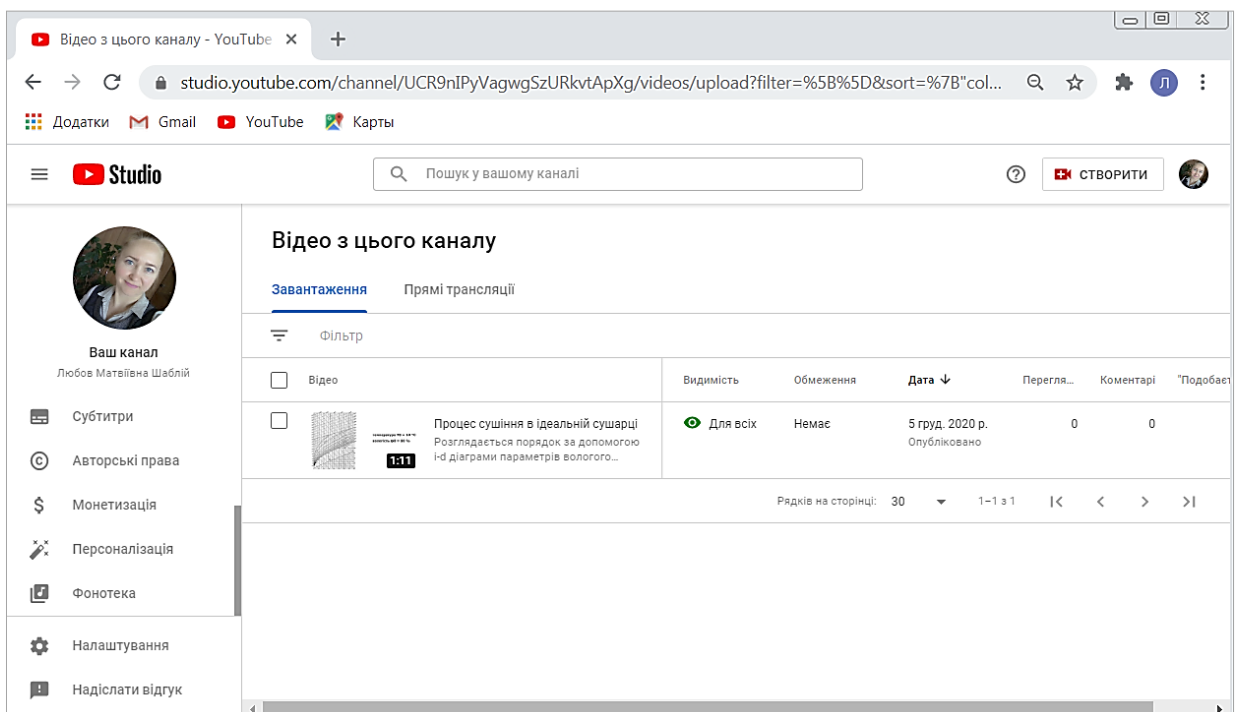 Відео з цього каналу - YouTube
studio.youtube.com/channel/UCR9nIPyVagwgSzURkvtApXg/videos/upload?filter=%5B%5D&sort=%7B"col...
Л
Додатки Gmail YouTube Карты
Studio
Пошук у вашому каналі
СТВОРИТИ
Ваш канал
Любов Матвіївна Шаблій
Субтитри
Авторські права
Монетизація
Персоналізація
Фонотека
Налаштування
Надіслати відгук
Відео з цього каналу
Завантаження Прямі трансляції
Фільтр
Відео Видимість Обмеження Дата Перегля... Коментарі "Подобаєт
1:11
Процес сушіння в ідеальній сушарці
Розглядається порядок за допомогою
i-d діаграми параметрів вологого...
Для всіх Немає 5 груд. 2020 р. 0 0
Опубліковано
Рядків на сторінці: 30 1–1 з 1